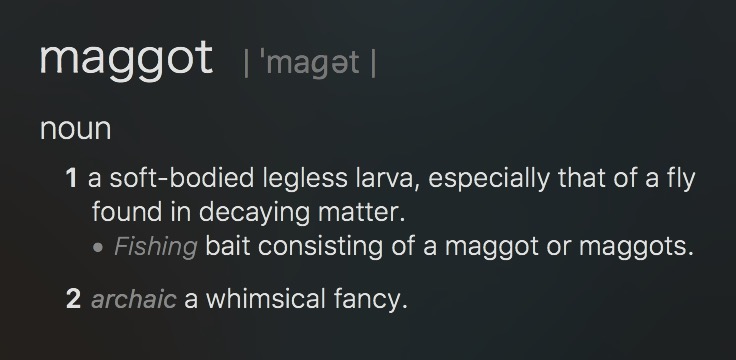 maggot | ˈmaɡət |
noun
1 a soft-bodied legless larva, especially that of a fly
found in decaying matter.
• Fishing bait consisting of a maggot or maggots.
2 archaic a whimsical fancy.